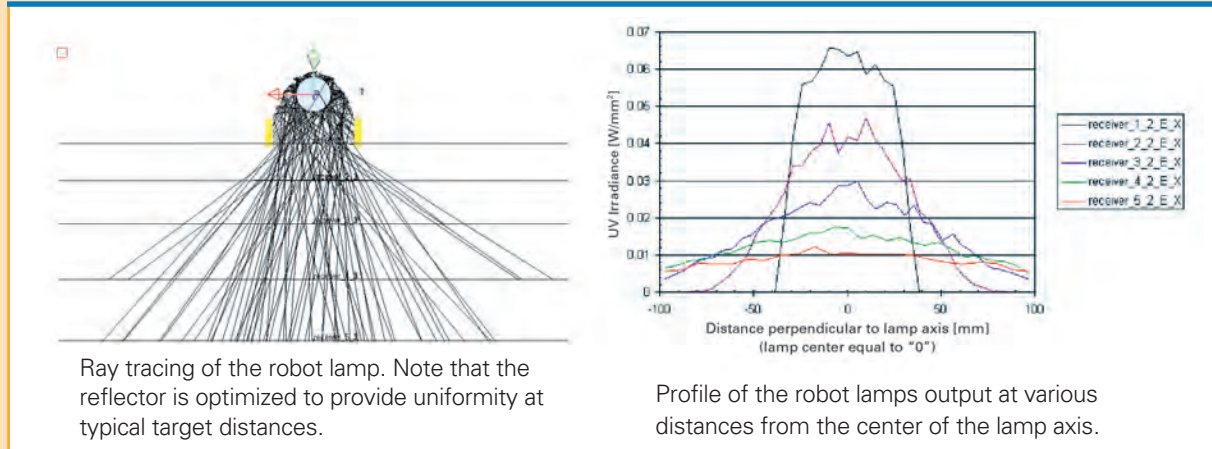 Ray tracing of the robot lamp. Note that the
reflector is optimized to provide uniformity at
typical target distances.
0.07
0.06
0.05
0.04
0.03
0.02
0.01
0
UV Irradiance [W/mm²]
-100
-50
0
50
100
Distance perpendicular to lamp axis [mm]
(lamp center equal to "0")
receiver_1_2_E_X
receiver_2_2_E_X
receiver_3_2_E_X
receiver_4_2_E_X
receiver_5_2_E_X
Profile of the robot lamps output at various
distances from the center of the lamp axis.